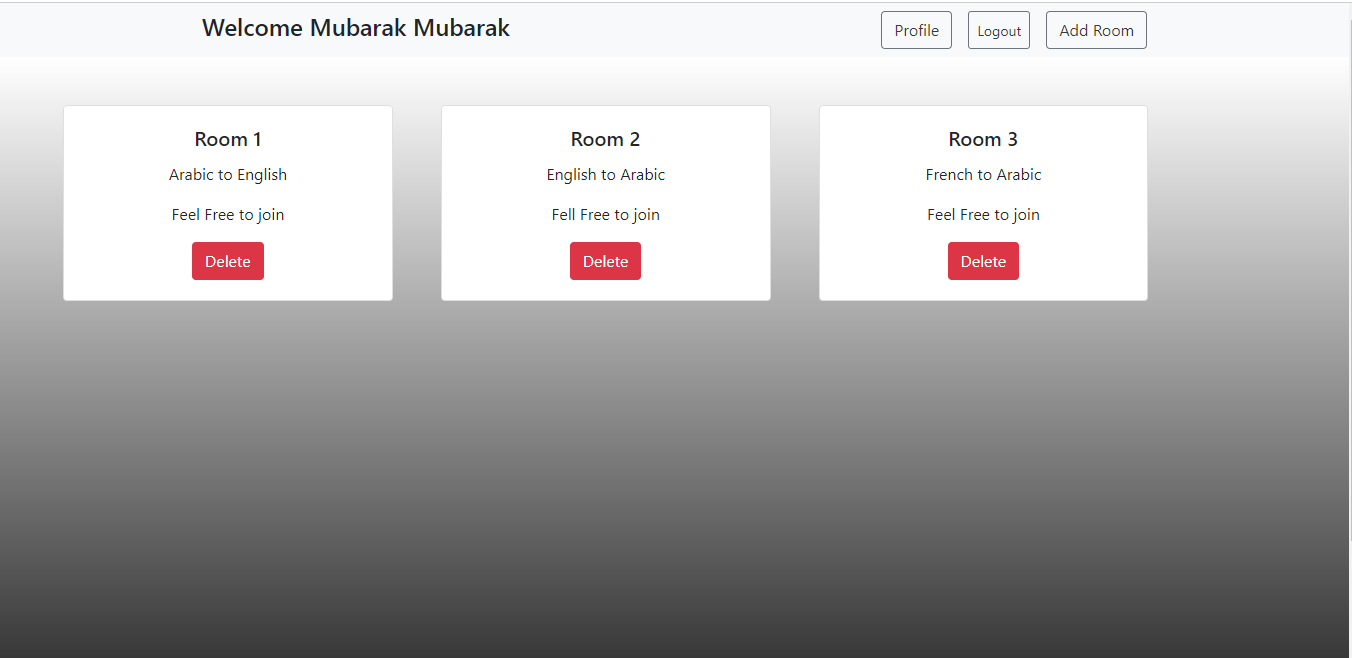 Welcome Mubarak Mubarak
Profile
Logout
Add Room
Room 1
Arabic to English
Feel Free to join
Delete
Room 2
English to Arabic
Fell Free to join
Delete
Room 3
French to Arabic
Feel Free to join
Delete